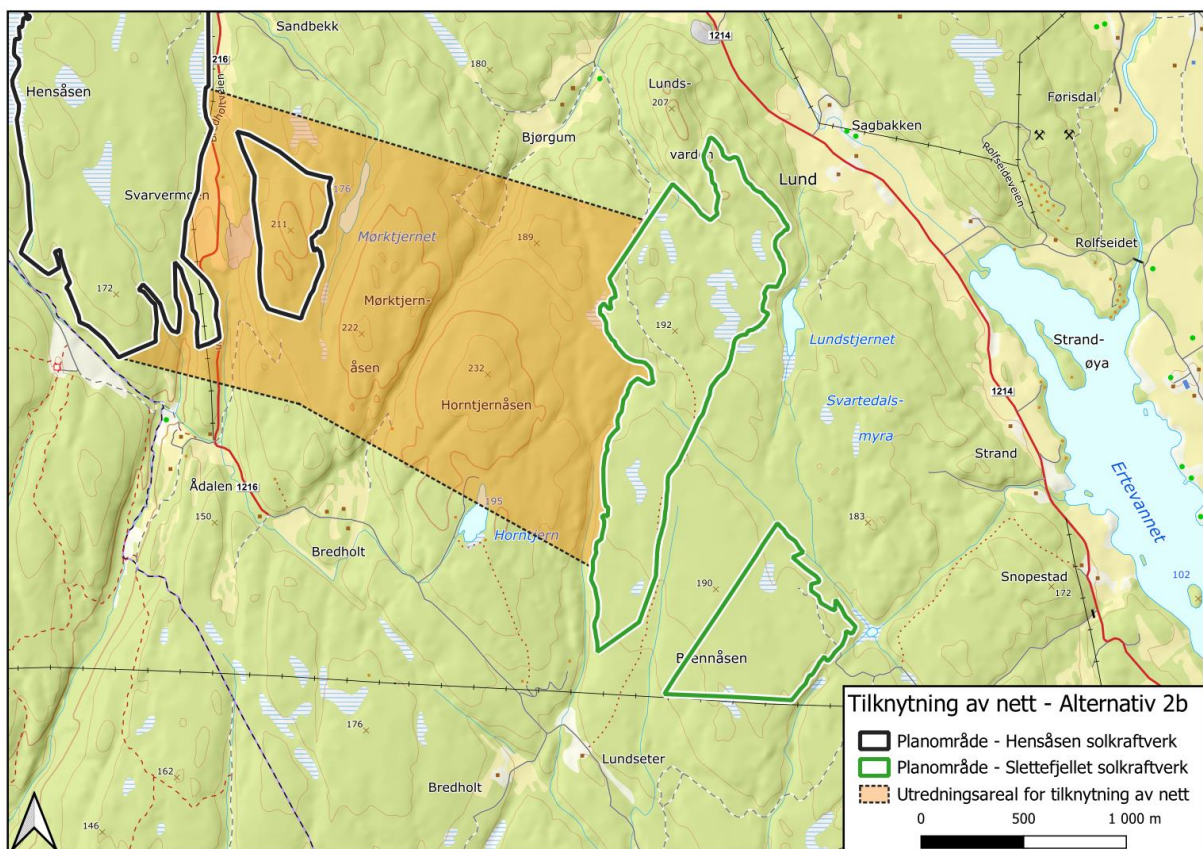 Sandbekk
1214
216
180
Lunds-
207
Hensåsen
Førisdal
Sagbakken
Bjørgum
varden
Rolfseideveien
Lund
Svarvermoen
176
211
Mørktjernet
189
Rolfseidet
172
Mørktjern-
222
192
åsen
232
Horntjernåsen
Lundstjernet
Strand-
øya
1214
Svartedals-
myra
Strand
Ertevannet
Ådalen
1216
195
Horntjern
150
183
Bredholt
190
Snopestad
172
102
Brennåsen
176
Lundseter
162
Bredholt
146
Tilknytning av nett - Alternativ 2b
Planområde - Hensåsen solkraftverk
Planområde - Slettefjellet solkraftverk
Utredningsareal for tilknytning av nett
0 500 1 000 m